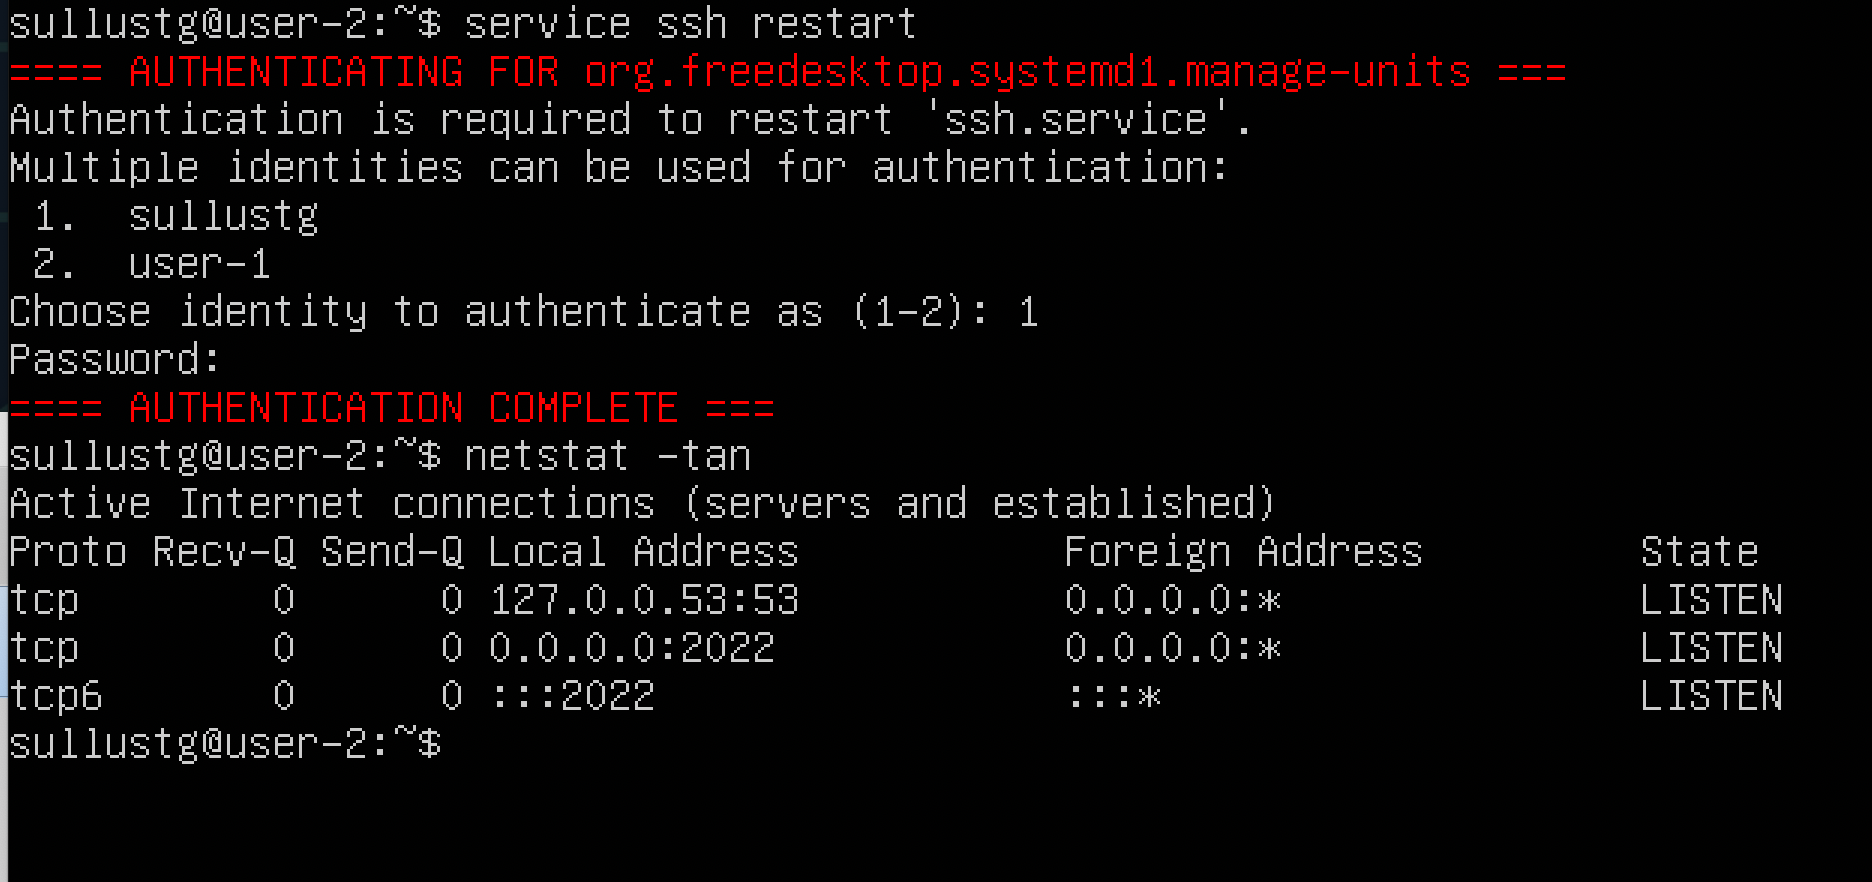 sullustg@user-2:~$ service ssh restart
==== AUTHENTICATING FOR org.freedesktop.systemd1.manage-units ===
Authentication is required to restart 'ssh.service'.
Multiple identities can be used for authentication:
 1.  sullustg
 2.  user-1
Choose identity to authenticate as (1-2): 1
Password:
==== AUTHENTICATION COMPLETE ===
sullustg@user-2:~$ netstat -tan
Active Internet connections (servers and established)
Proto Recv-Q Send-Q Local Address           Foreign Address         State
tcp        0      0 127.0.0.53:53           0.0.0.0:*               LISTEN
tcp        0      0 0.0.0.0:2022            0.0.0.0:*               LISTEN
tcp6       0      0 :::2022                 :::*                    LISTEN
sullustg@user-2:~$